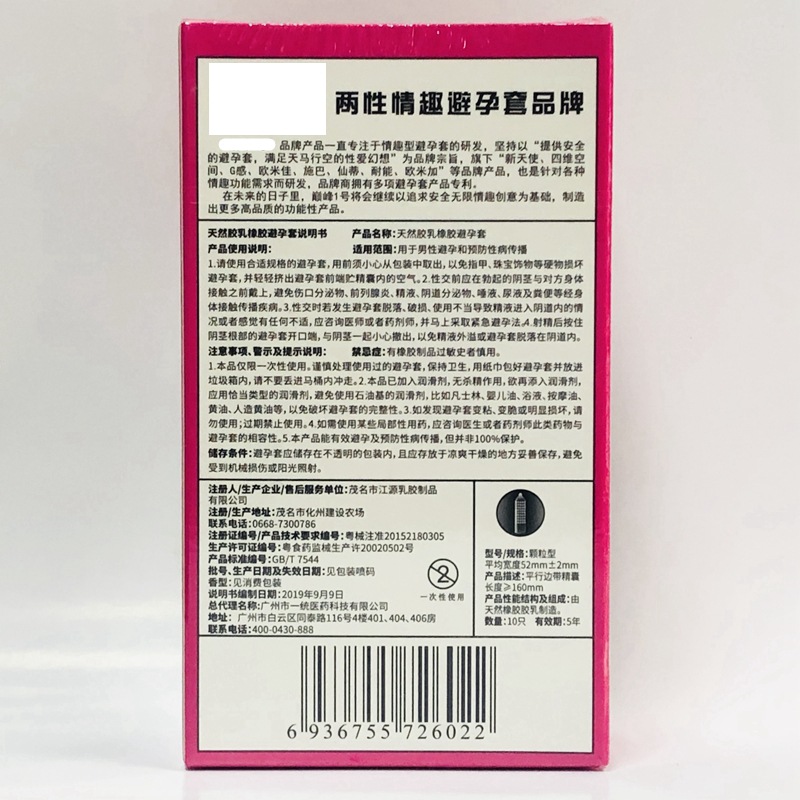 两性情趣避孕套品牌
品牌产品一直专注于情趣型避孕套的研发，坚持以“提供安全
的避孕套，满足天马行空的性爱幻想”为品牌宗旨，旗下“新天使、四维空
间、G感、欧米佳、施巴、仙蒂、耐能、欧米加”等品牌产品，也是针对各种
情趣功能需求而研发，品牌商拥有多项避孕套产品专利。
在未来的日子里，巅峰1号将会继续以追求安全无限情趣创意为基础，制造
出更多高品质的功能性产品。
天然胶乳橡胶避孕套说明书 产品名称：天然胶乳橡胶避孕套
产品使用说明： 适用范围：用于男性避孕和预防性病传播
1.请使用合适规格的避孕套，用前须小心从包装中取出，以免指甲、珠宝饰物等硬物损坏
避孕套，并轻轻挤出避孕套前端贮精囊内的空气。2.性交前应在勃起的阴茎与对方身体
接触之前戴上，避免伤口分泌物、前列腺炎、精液、阴道分泌物、唾液、尿液及粪便等经身
体接触传播疾病。3.性交时若发生避孕套脱落、破损、使用不当导致精液进入阴道内的情
况或者感觉有任何不适，应咨询医师或者药剂师，并马上采取紧急避孕法。4.射精后按住
阴茎根部的避孕套开口端，与阴茎一起小心撤出，以免精液外溢或避孕套脱落在阴道内。
注意事项、警示及提示说明： 禁忌症：有橡胶制品过敏史者慎用。
1.本品仅限一次性使用。谨慎处理使用过的避孕套，保持卫生，用纸巾包好避孕套并放进
垃圾箱内，请不要丢进马桶内冲走。2.本品已加入润滑剂，无杀精作用，欲再添入润滑剂，
应用恰当类型的润滑剂，避免使用石油基的润滑剂，比如凡士林、婴儿油、浴液、按摩油、
黄油、人造黄油等，以免破坏避孕套的完整性。3.如发现避孕套变粘、变脆或明显损坏，请
勿使用；过期禁止使用。4.如需使用某些局部性用药，应咨询医生或者药剂师此类药物与
避孕套的相容性。5.本产品能有效避孕及预防性病传播，但并非100%保护。
储存条件：避孕套应储存在不透明的包装内，且应存放于凉爽干燥的地方妥善保存，避免
受到机械损伤或阳光照射。
注册人/生产企业/售后服务单位：茂名市江源乳胶制品
有限公司
注册/生产地址：茂名市化州建设农场
联系电话：0668-7300786
注册证编号/产品技术要求编号：粤械注准20152180305
生产许可证编号：粤食药监械生产许20020502号
产品标准编号：GB/T 7544
批号、生产日期及失效日期：见包装喷码
香型：见消费包装
说明书编制日期：2019年9月9日
总代理名称：广州市一统医药科技有限公司
地址：广州市白云区同泰路116号4楼401、404、406房
联系电话：400-0430-888
2
一次性使用
型号/规格：颗粒型
平均宽度52mm±2mm
产品描述：平行边带精囊
长度≥160mm
产品性能结构及组成：由
天然橡胶胶乳制造。
数量：10只 有效期：5年
6 936755 726022